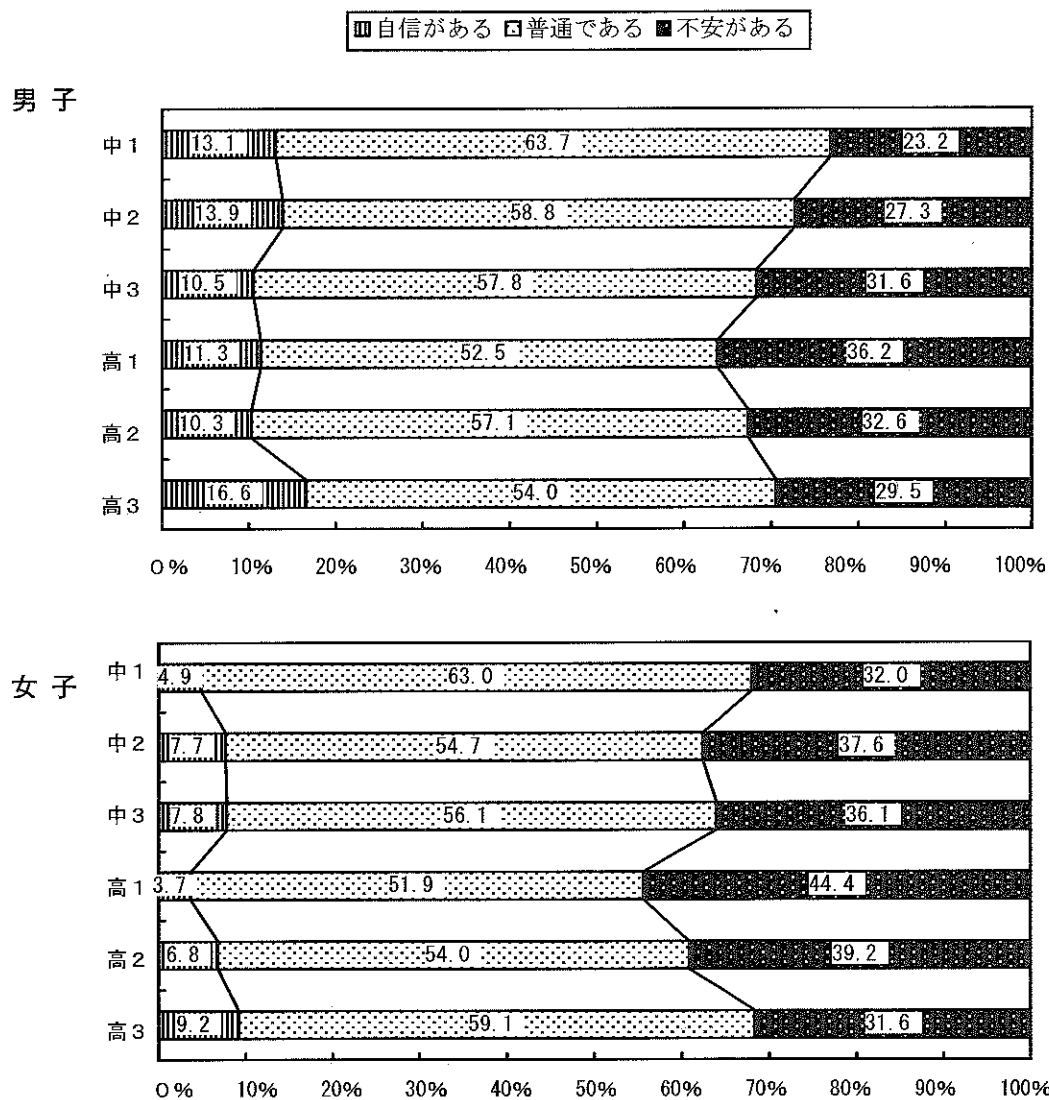 自信がある 普通である 不安がある
男子
中1 13.1 63.7 23.2
中2 13.9 58.8 27.3
中3 10.5 57.8 31.6
高1 11.3 52.5 36.2
高2 10.3 57.1 32.6
高3 16.6 54.0 29.5
0% 10% 20% 30% 40% 50% 60% 70% 80% 90% 100%
女子
中1 4.9 63.0 32.0
中2 7.7 54.7 37.6
中3 7.8 56.1 36.1
高1 3.7 51.9 44.4
高2 6.8 54.0 39.2
高3 9.2 59.1 31.6
0% 10% 20% 30% 40% 50% 60% 70% 80% 90% 100%